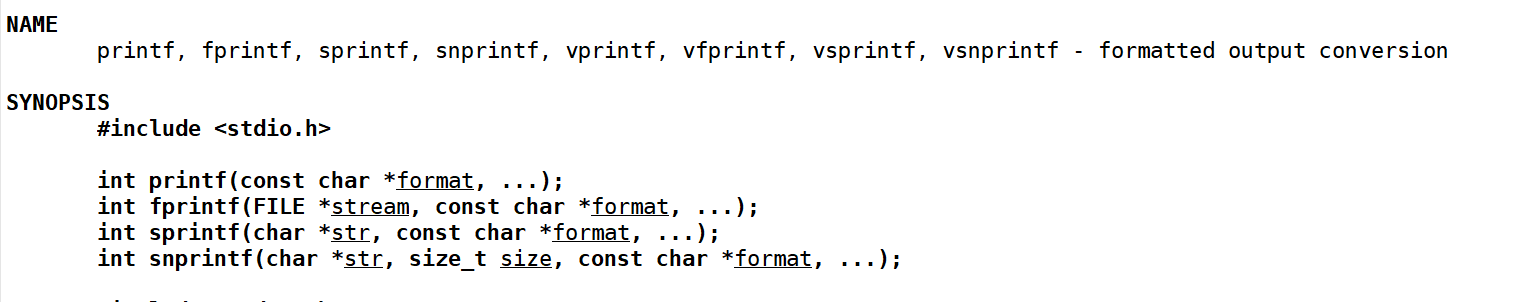 NAME
printf, fprintf, sprintf, snprintf, vprintf, vfprintf, vsprintf, vsnprintf - formatted output conversion
SYNOPSIS
#include <stdio.h>
int printf(const char *format, ...);
int fprintf(FILE *stream, const char *format, ...);
int sprintf(char *str, const char *format, ...);
int snprintf(char *str, size_t size, const char *format, ...);